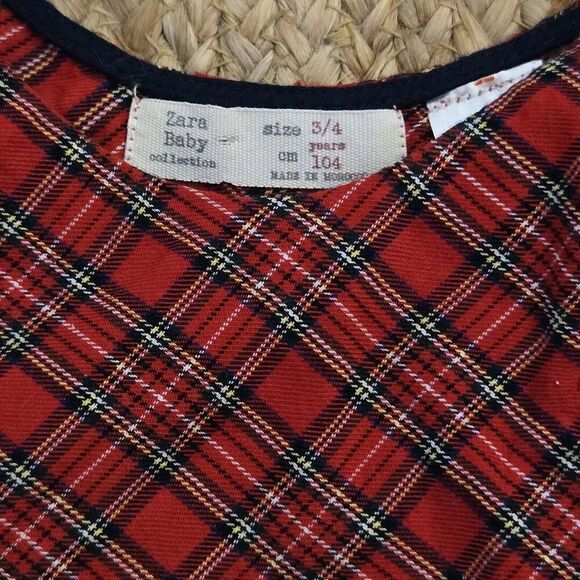 Zara
Baby
collection
size 3/4
years
cm 104
MADE IN MOROCCO